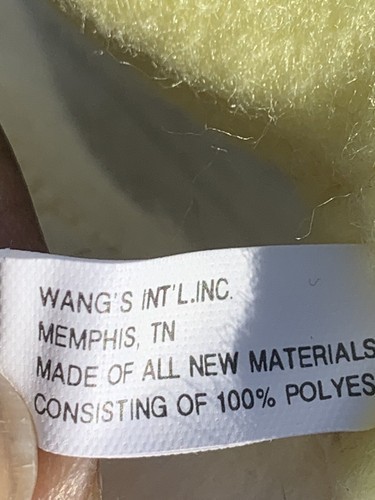 WANG'S INT'L.INC.
MEMPHIS, TN
MADE OF ALL NEW MATERIALS
CONSISTING OF 100% POLYES